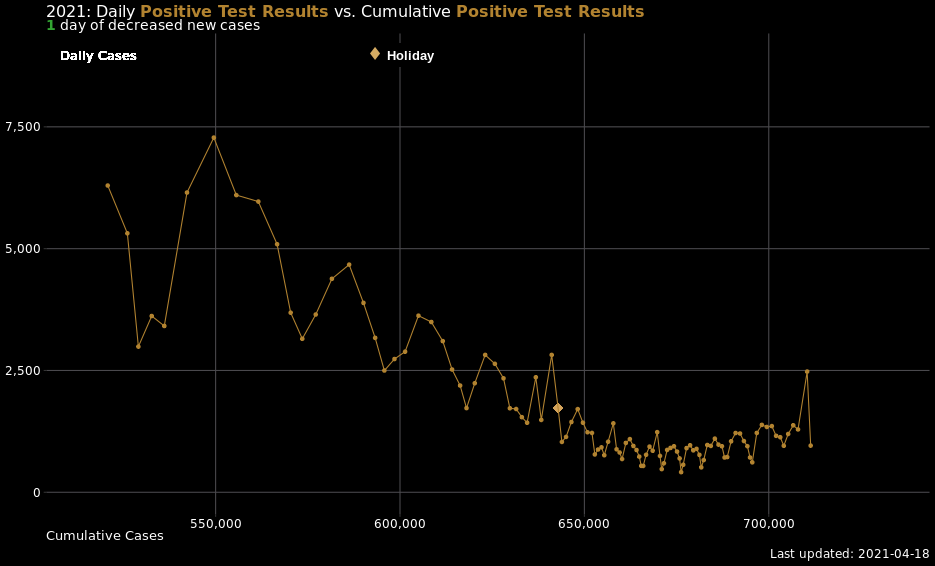 2021: Daily Positive Test Results vs. Cumulative Positive Test Results
1 day of decreased new cases
Daily Cases
Holiday
7,500
5,000
2,500
0
550,000 600,000 650,000 700,000
Cumulative Cases
Last updated: 2021-04-18